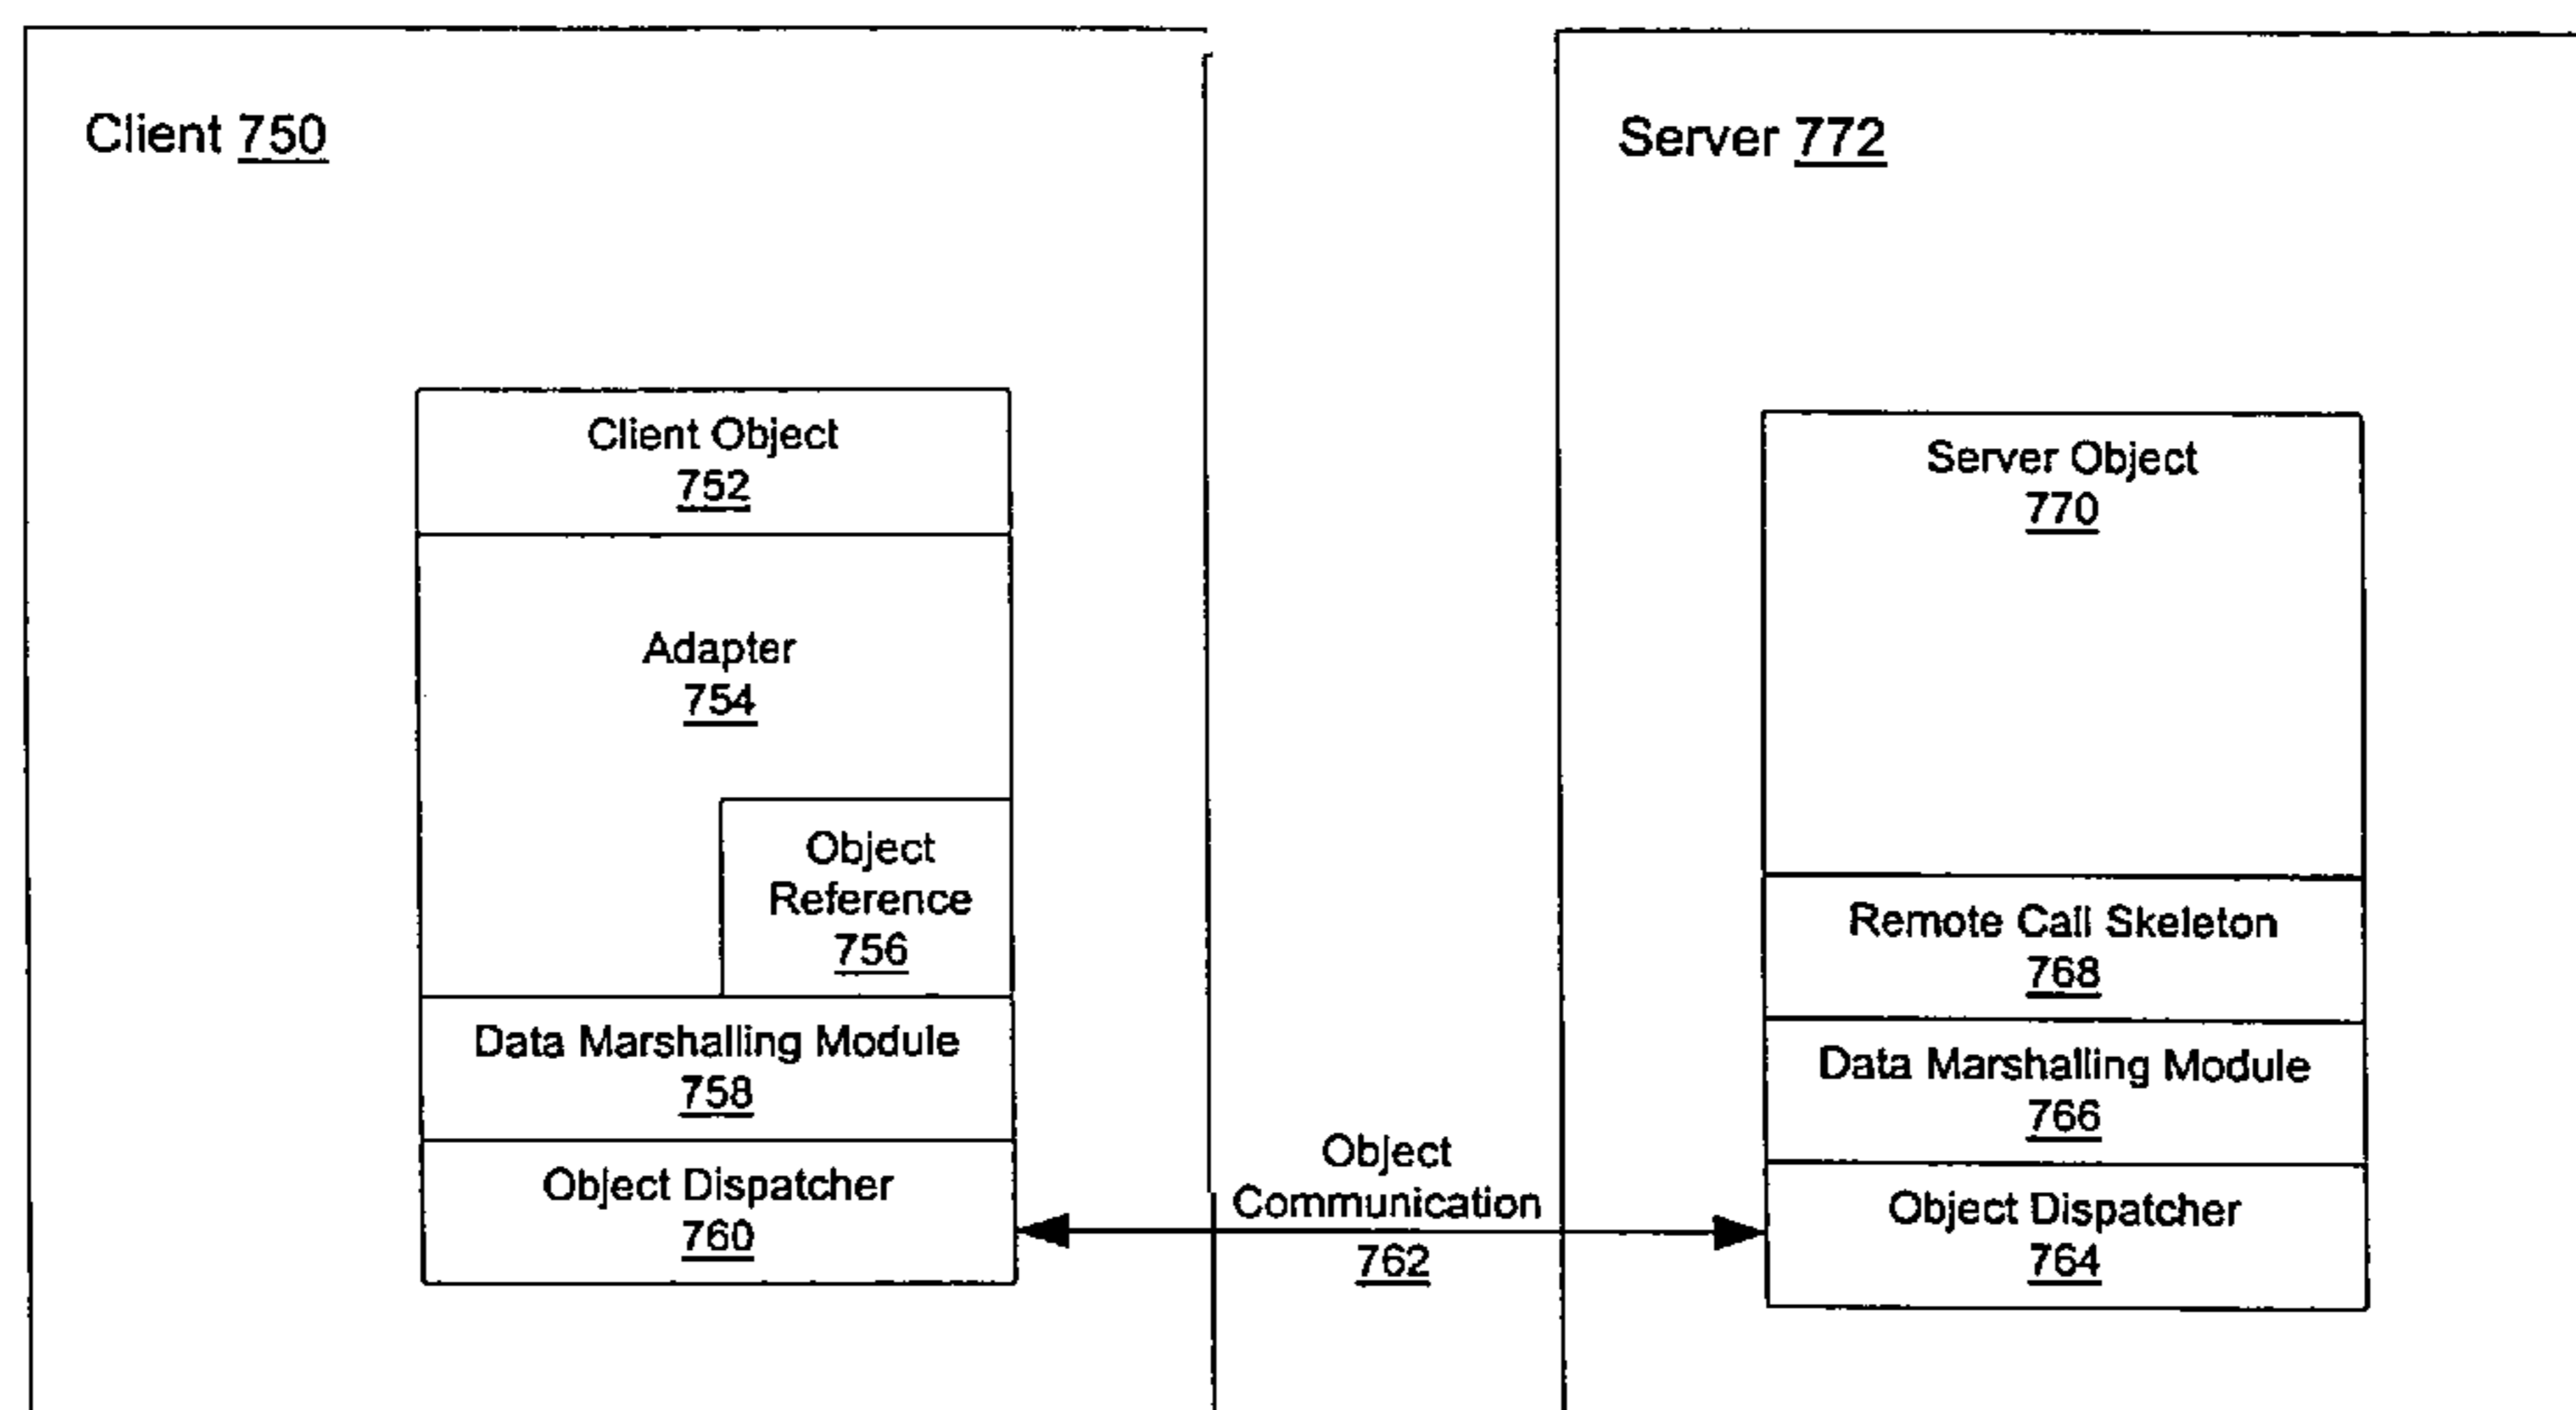 Client 750
Client Object
752
Adapter
754
Object
Reference
756
Data Marshalling Module
758
Object Dispatcher
760
Object
Communication
762
Server 772
Server Object
770
Remote Call Skeleton
768
Data Marshalling Module
766
Object Dispatcher
764